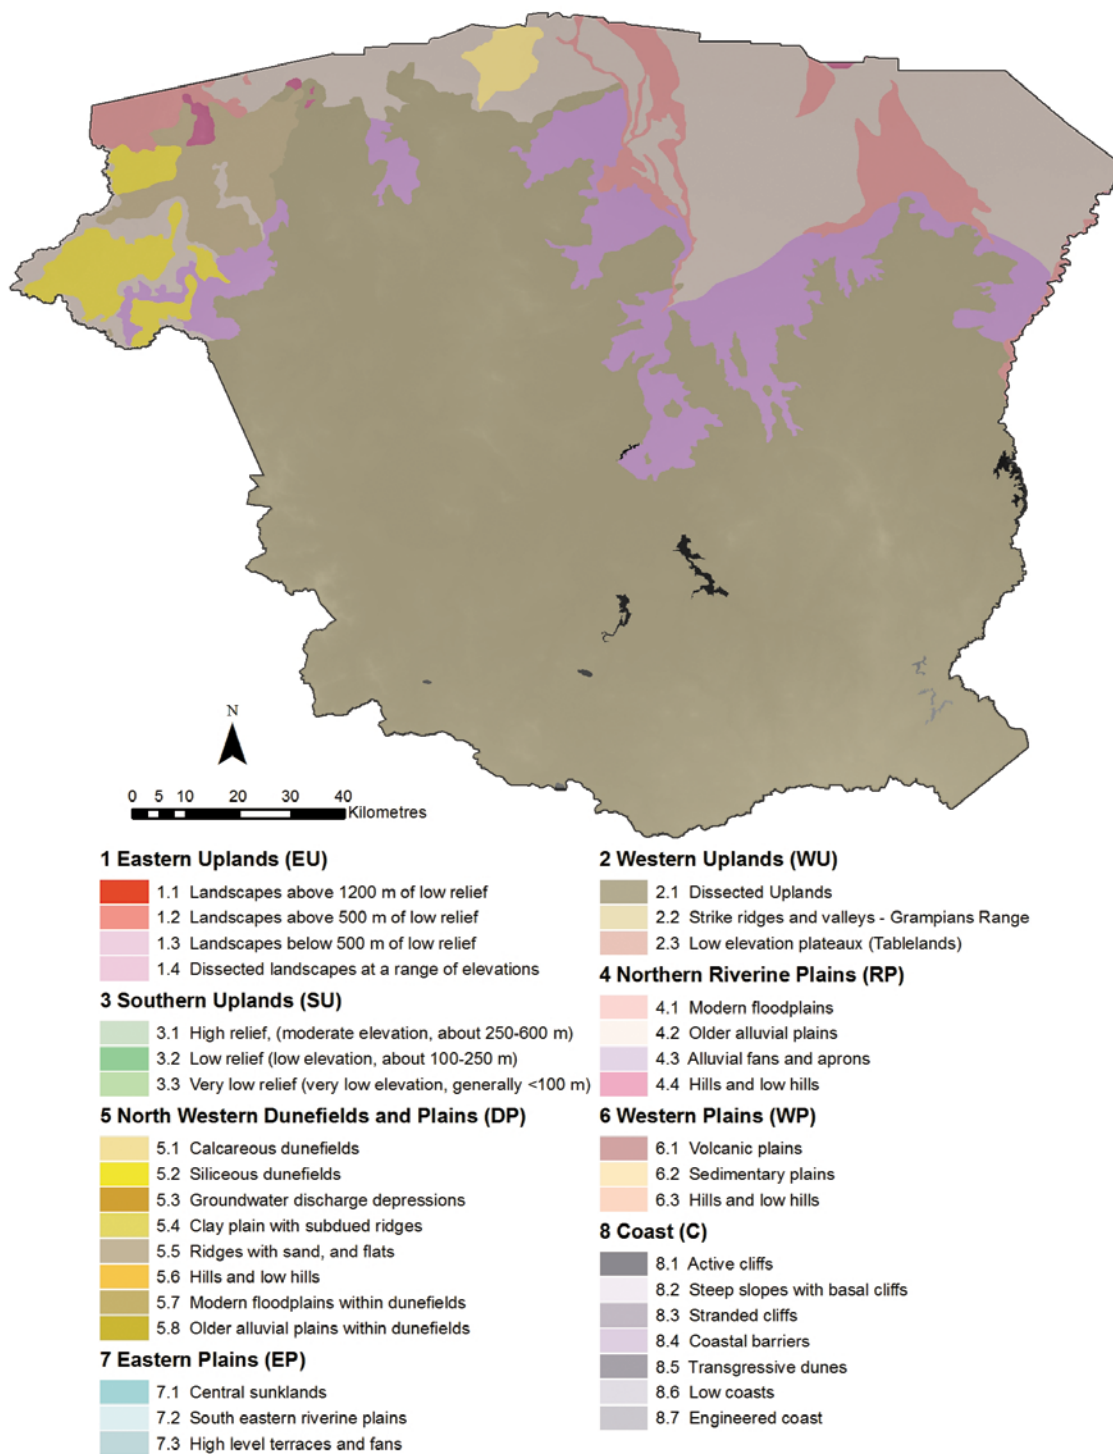 N
0 5 10 20 30 40
Kilometres
1 Eastern Uplands (EU)
1.1 Landscapes above 1200 m of low relief
1.2 Landscapes above 500 m of low relief
1.3 Landscapes below 500 m of low relief
1.4 Dissected landscapes at a range of elevations
3 Southern Uplands (SU)
3.1 High relief, (moderate elevation, about 250-600 m)
3.2 Low relief (low elevation, about 100-250 m)
3.3 Very low relief (very low elevation, generally <100 m)
5 North Western Dunefields and Plains (DP)
5.1 Calcareous dunefields
5.2 Siliceous dunefields
5.3 Groundwater discharge depressions
5.4 Clay plain with subdued ridges
5.5 Ridges with sand, and flats
5.6 Hills and low hills
5.7 Modern floodplains within dunefields
5.8 Older alluvial plains within dunefields
7 Eastern Plains (EP)
7.1 Central sunklands
7.2 South eastern riverine plains
7.3 High level terraces and fans
2 Western Uplands (WU)
2.1 Dissected Uplands
2.2 Strike ridges and valleys - Grampians Range
2.3 Low elevation plateaux (Tablelands)
4 Northern Riverine Plains (RP)
4.1 Modern floodplains
4.2 Older alluvial plains
4.3 Alluvial fans and aprons
4.4 Hills and low hills
6 Western Plains (WP)
6.1 Volcanic plains
6.2 Sedimentary plains
6.3 Hills and low hills
8 Coast (C)
8.1 Active cliffs
8.2 Steep slopes with basal cliffs
8.3 Stranded cliffs
8.4 Coastal barriers
8.5 Transgressive dunes
8.6 Low coasts
8.7 Engineered coast